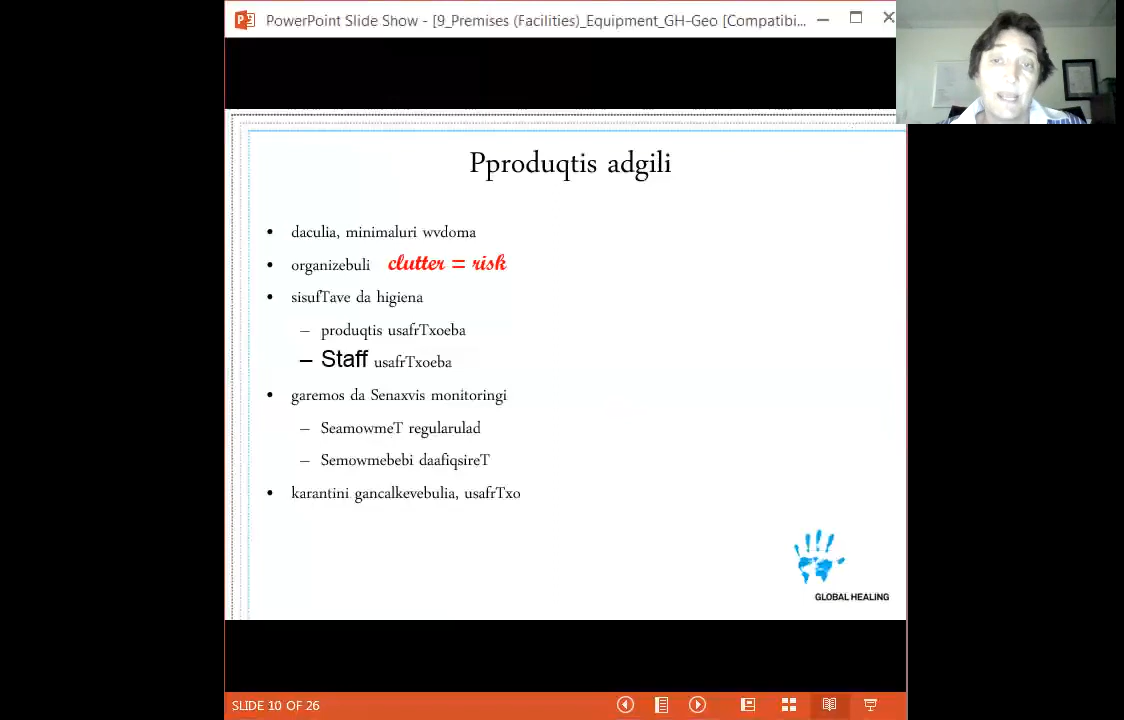 PowerPoint Slide Show - [9_Premises (Facilities)_Equipment_GH-Geo [Compatibi...
Pproduqtis adgili
• daculia, minimaluri wvdoma
• organizebuli clutter = risk
• sisufTave da higiena
– produqtis usafrTxoeba
– Staff usafrTxoeba
• garemos da Senaxvis monitoringi
– SeamowmeT regularulad
– Semowmebebi daafiqsireT
• karantini gancalkevebulia, usafrTxo
GLOBAL HEALING
SLIDE 10 OF 26